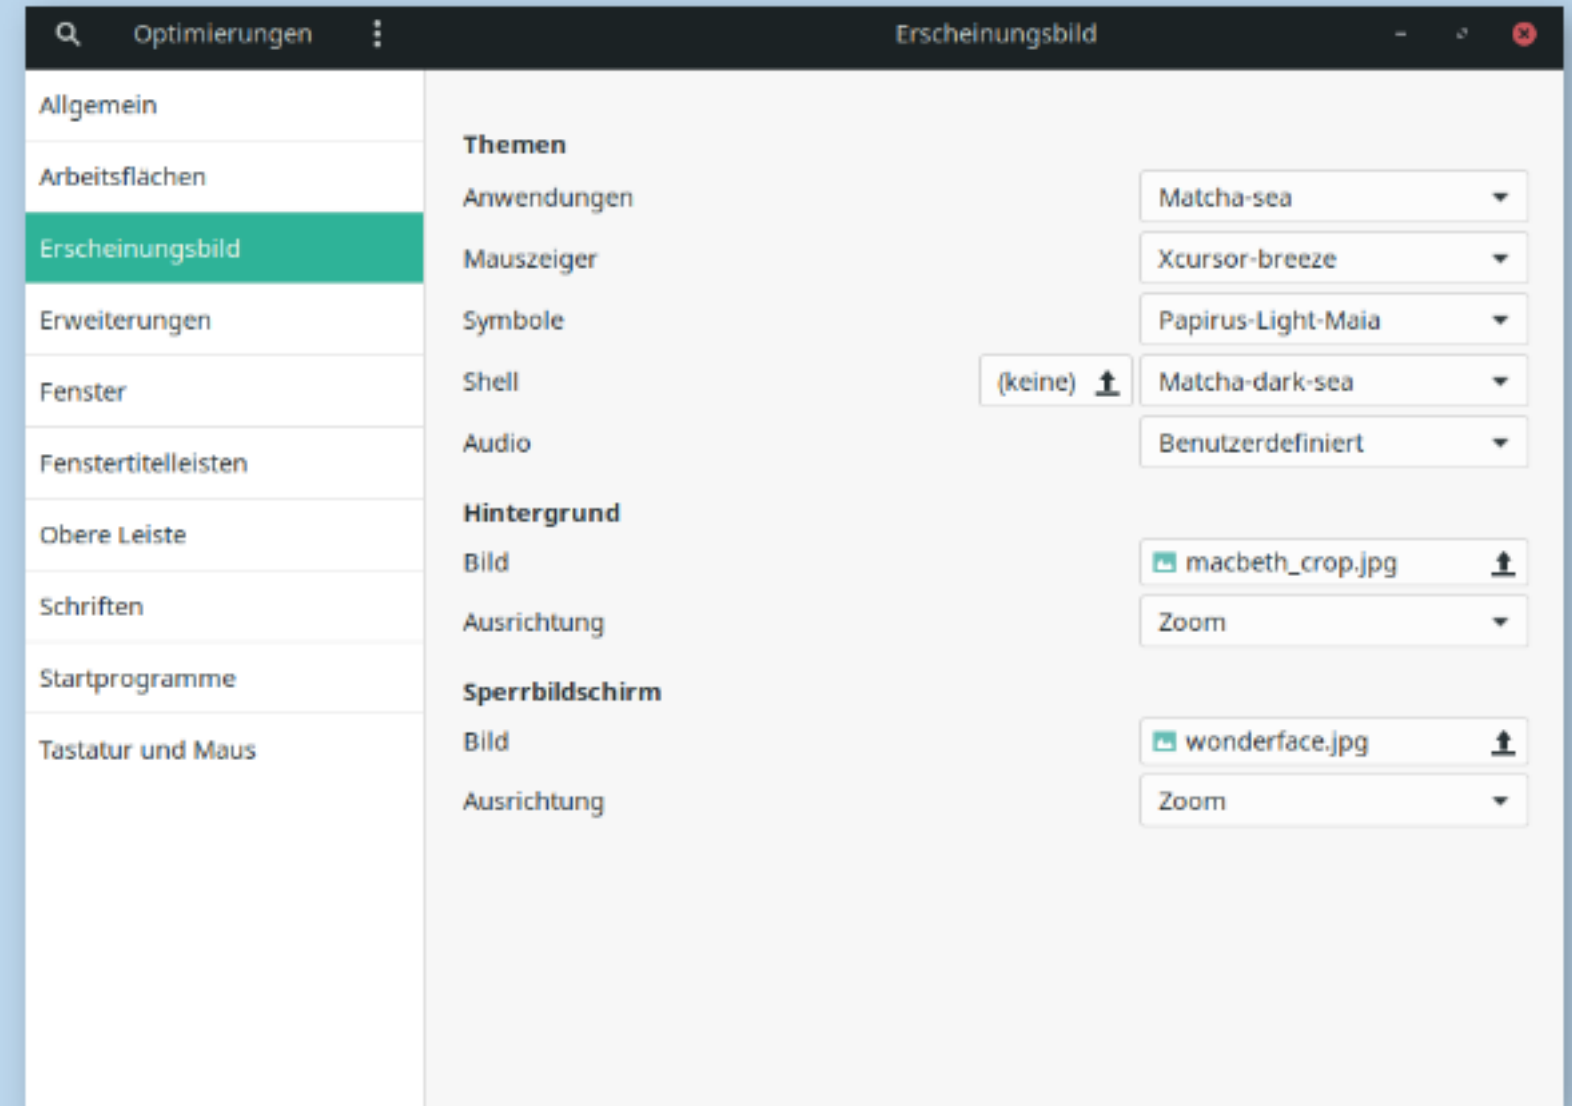 Optimierungen
Erscheinungsbild
Allgemein
Arbeitsflächen
Erscheinungsbild
Erweiterungen
Fenster
Fenstertitelleisten
Obere Leiste
Schriften
Startprogramme
Tastatur und Maus
Themen
Anwendungen Matcha-sea
Mauszeiger Xcursor-breeze
Symbole Papirus-Light-Maia
Shell (keine) Matcha-dark-sea
Audio Benutzerdefiniert
Hintergrund
Bild macbeth_crop.jpg
Ausrichtung Zoom
Sperrbildschirm
Bild wonderface.jpg
Ausrichtung Zoom